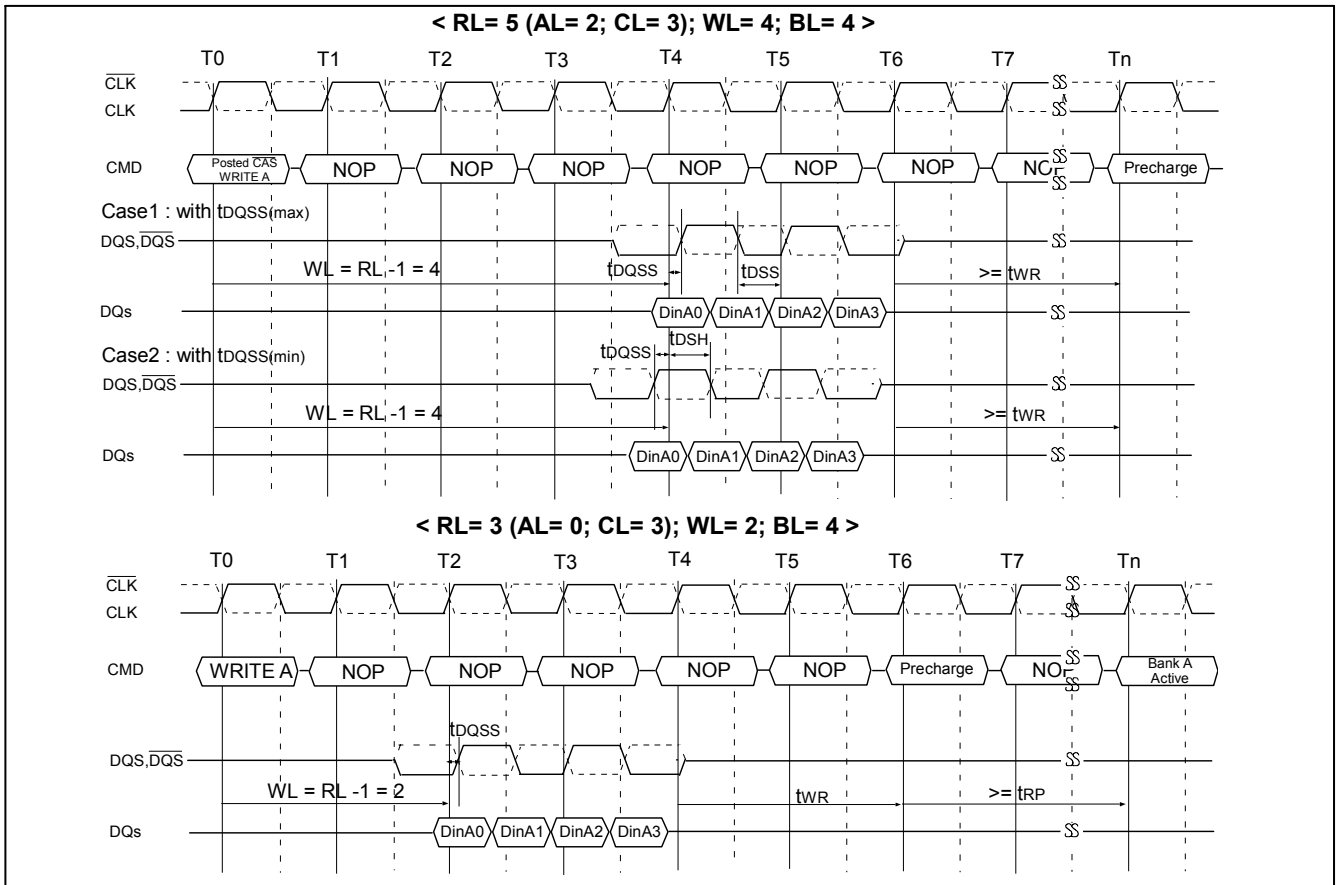 < RL= 5 (AL= 2; CL= 3); WL= 4; BL= 4 >
T0 T1 T2 T3 T4 T5 T6 T7 Tn
CLK
CLK
CMD Posted CAS WRITE A NOP NOP NOP NOP NOP NOP NOP Precharge
Case1 : with tDQSS(max)
DQS,DQS
WL = RL -1 = 4 tDQSS tDSS >= tWR
DQs DinA0 DinA1 DinA2 DinA3
Case2 : with tDQSS(min) tDQSS tDSH
DQS,DQS
WL = RL -1 = 4 >= tWR
DQs DinA0 DinA1 DinA2 DinA3
< RL= 3 (AL= 0; CL= 3); WL= 2; BL= 4 >
T0 T1 T2 T3 T4 T5 T6 T7 Tn
CLK
CLK
CMD WRITE A NOP NOP NOP NOP NOP Precharge NOP Bank A Active
tDQSS
DQS,DQS
WL = RL -1 = 2 tWR >= tRP
DQs DinA0 DinA1 DinA2 DinA3